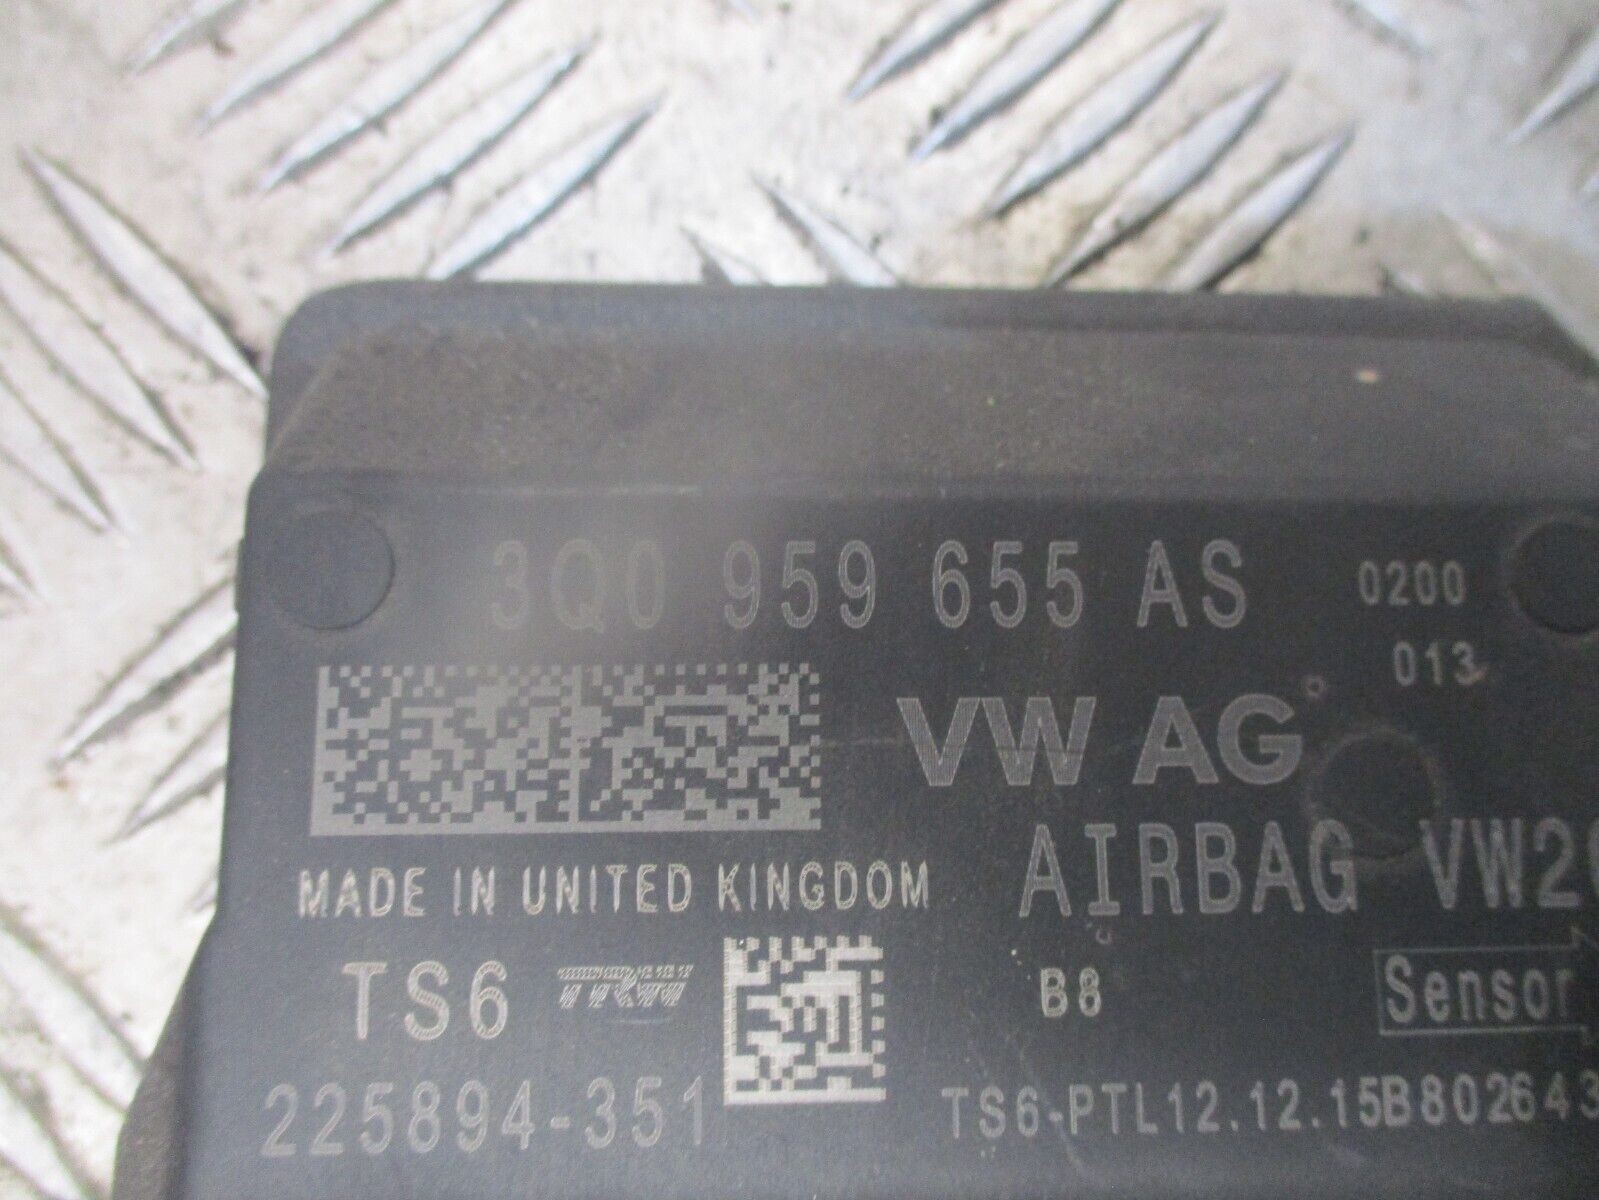 3Q0 959 655 AS 0200
013
VW AG
AIRBAG
MADE IN UNITED KINGDOM
TS6 TRW B8 Sensor
225894-351 TS6-PTL12.12.15B802643